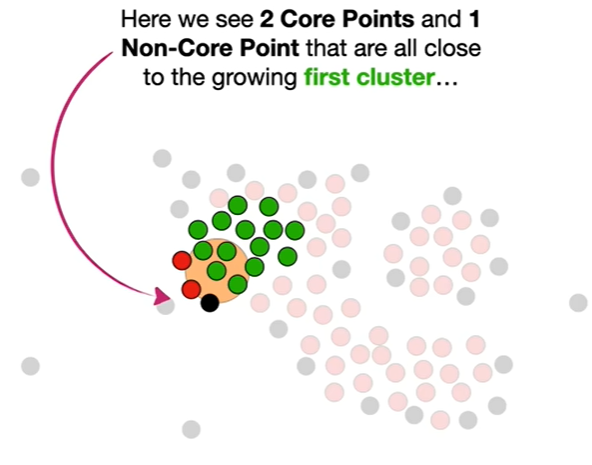 Here we see 2 Core Points and 1
Non-Core Point that are all close
to the growing first cluster…